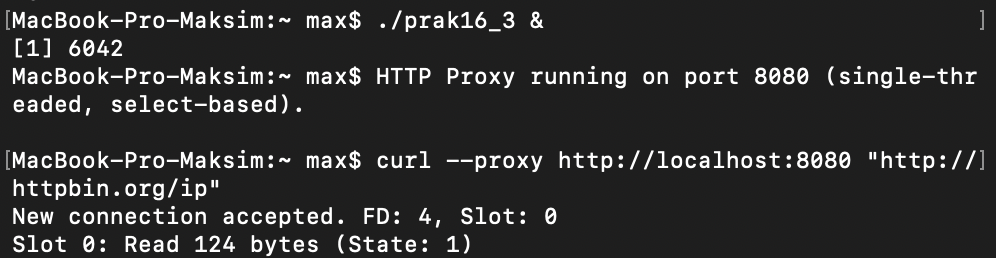 [MacBook-Pro-Maksim:~ max$ ./prak16_3 & ]
[1] 6042
MacBook-Pro-Maksim:~ max$ HTTP Proxy running on port 8080 (single-thr
eaded, select-based).
[MacBook-Pro-Maksim:~ max$ curl --proxy http://localhost:8080 "http://]
httpbin.org/ip"
New connection accepted. FD: 4, Slot: 0
Slot 0: Read 124 bytes (State: 1)